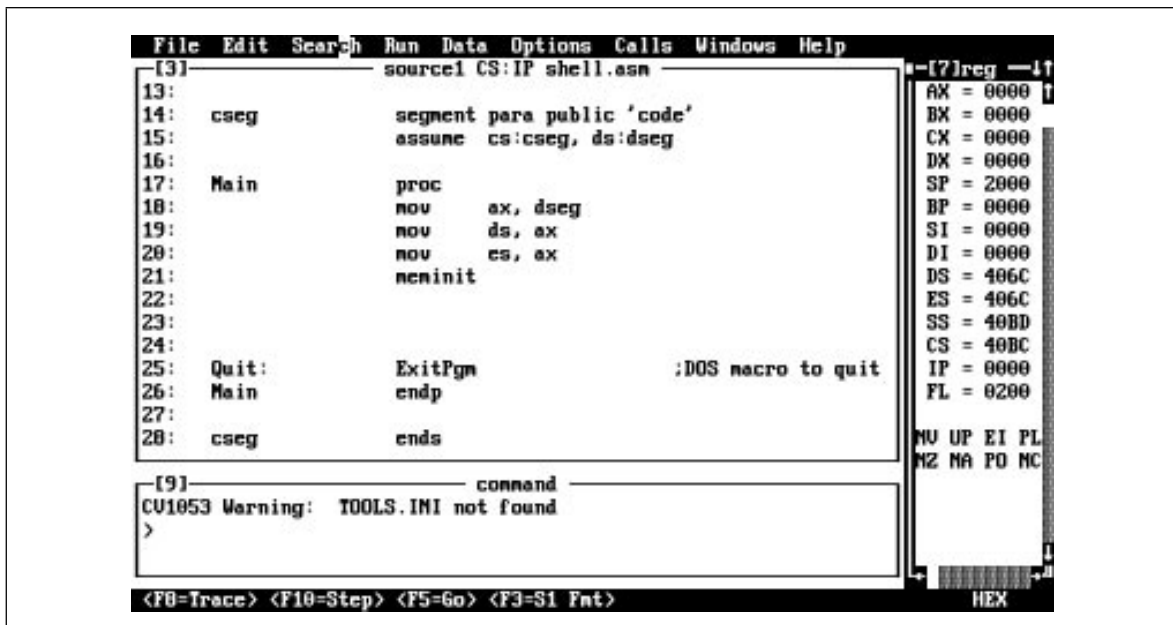 File Edit Search Run Data Options Calls Windows Help
[3] source1 CS:IP shell.asm
13:
14: cseg segment para public 'code'
15: assume cs:cseg, ds:dseg
16:
17: Main proc
18: mov ax, dseg
19: mov ds, ax
20: mov es, ax
21: meminit
22:
23:
24:
25: Quit: ExitPgm ;DOS macro to quit
26: Main endp
27:
28: cseg ends
[7]reg
AX = 0000
BX = 0000
CX = 0000
DX = 0000
SP = 2000
BP = 0000
SI = 0000
DI = 0000
DS = 406C
ES = 406C
SS = 40BD
CS = 40BC
IP = 0000
FL = 0200
NV UP EI PL
NZ NA PO NC
[9] command
CV1053 Warning: TOOLS.INI not found
>
<F8=Trace> <F10=Step> <F5=Go> <F3=S1 Fmt> HEX